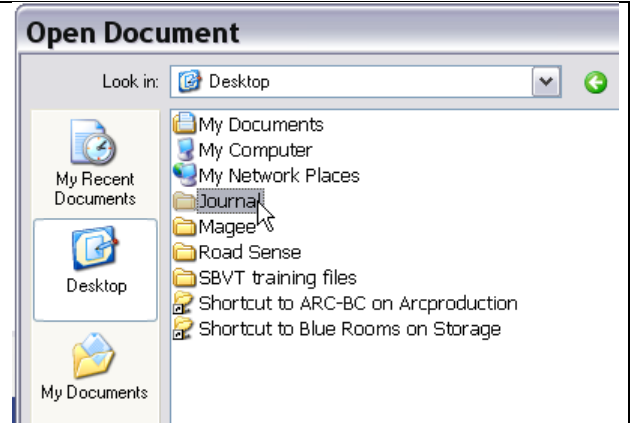 Open Document
Look in: Desktop
My Recent
Documents
Desktop
My Documents
My Documents
My Computer
My Network Places
Journal
Magee
Road Sense
SBVT training files
Shortcut to ARC-BC on Arcproduction
Shortcut to Blue Rooms on Storage